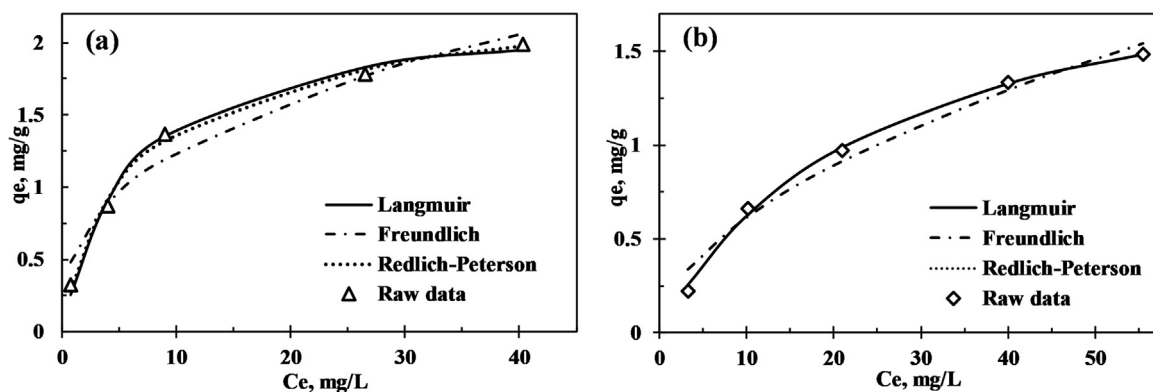 (a)
2
1.5
1
0.5
0
qe, mg/g
0
10
20
30
40
Ce, mg/L
Langmuir
Freundlich
Redlich-Peterson
Raw data
(b)
1.5
1
0.5
0
qe, mg/g
0
10
20
30
40
50
Ce, mg/L
Langmuir
Freundlich
Redlich-Peterson
Raw data